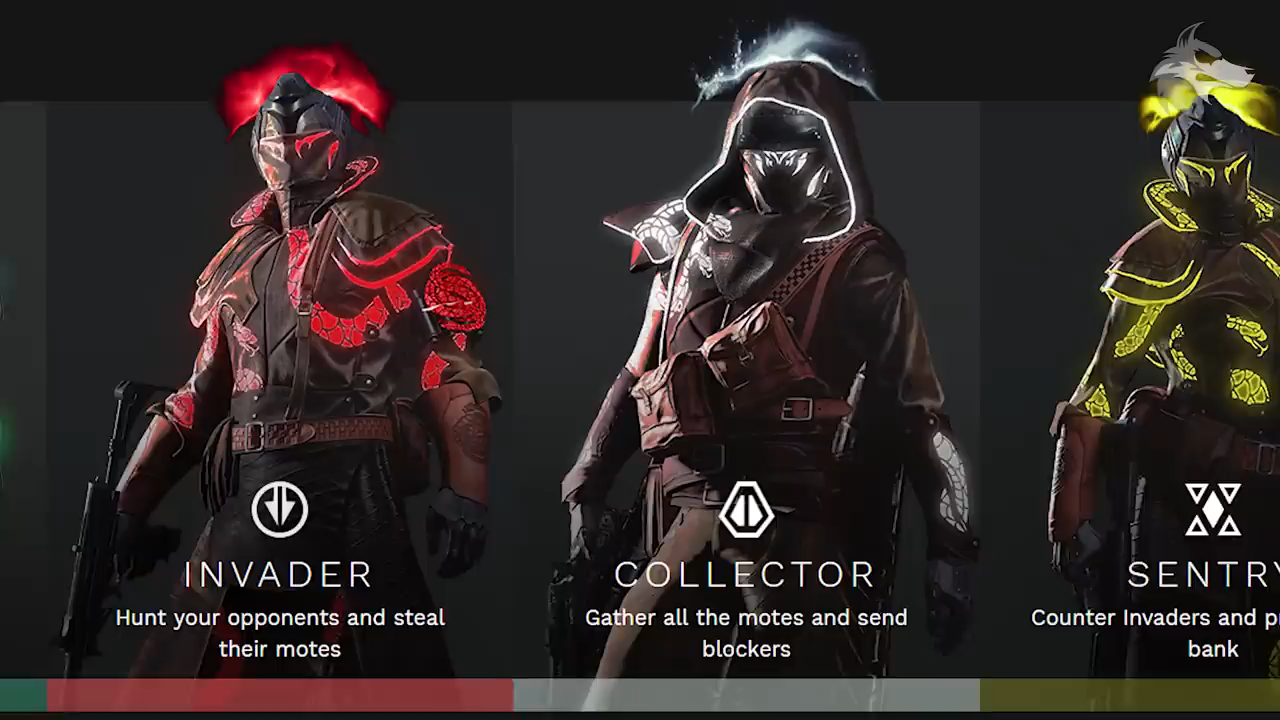 INVADER
Hunt your opponents and steal
their motes
COLLECTOR
Gather all the motes and send
blockers
SENTRY
Counter Invaders and p
bank